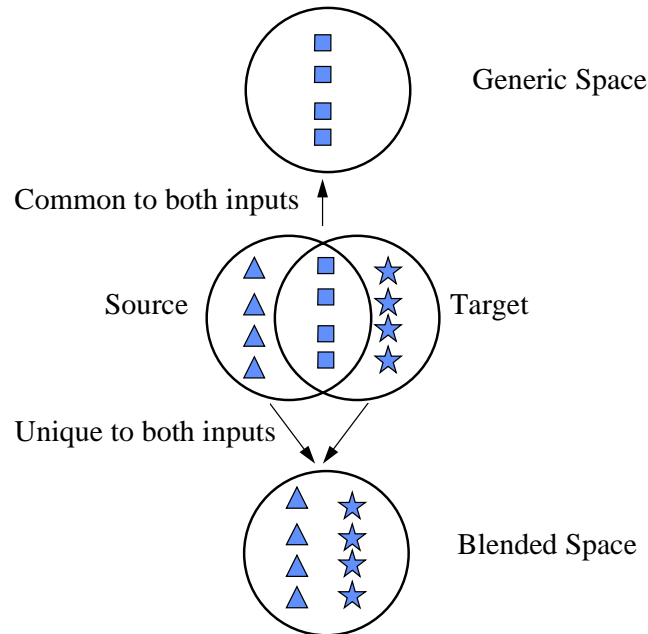 Generic Space
Common to both inputs
Source
Target
Unique to both inputs
Blended Space